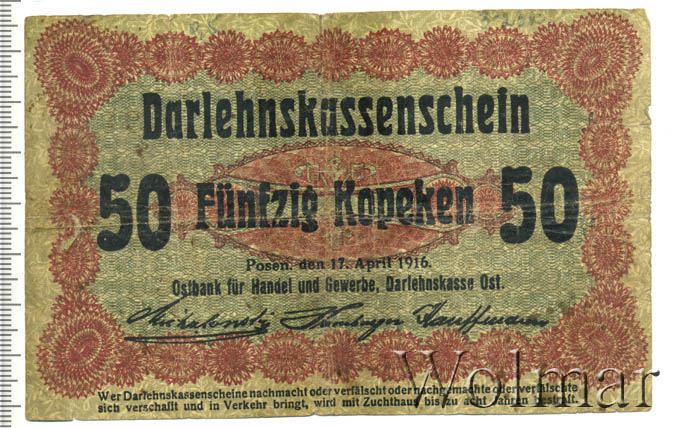 Darlehnskassenschein
50 Fünfzig Kopeken 50
Posen, den 17. April 1916.
Ostbank für Handel und Gewerbe, Darlehnskasse Ost.
Wer Darlehnskassenscheine nachmacht oder verfälscht oder nachgemachte oder verfälschte
sich verschafft und in Verkehr bringt, wird mit Zuchthaus bis zu acht Jahren bestraft
Wolmar